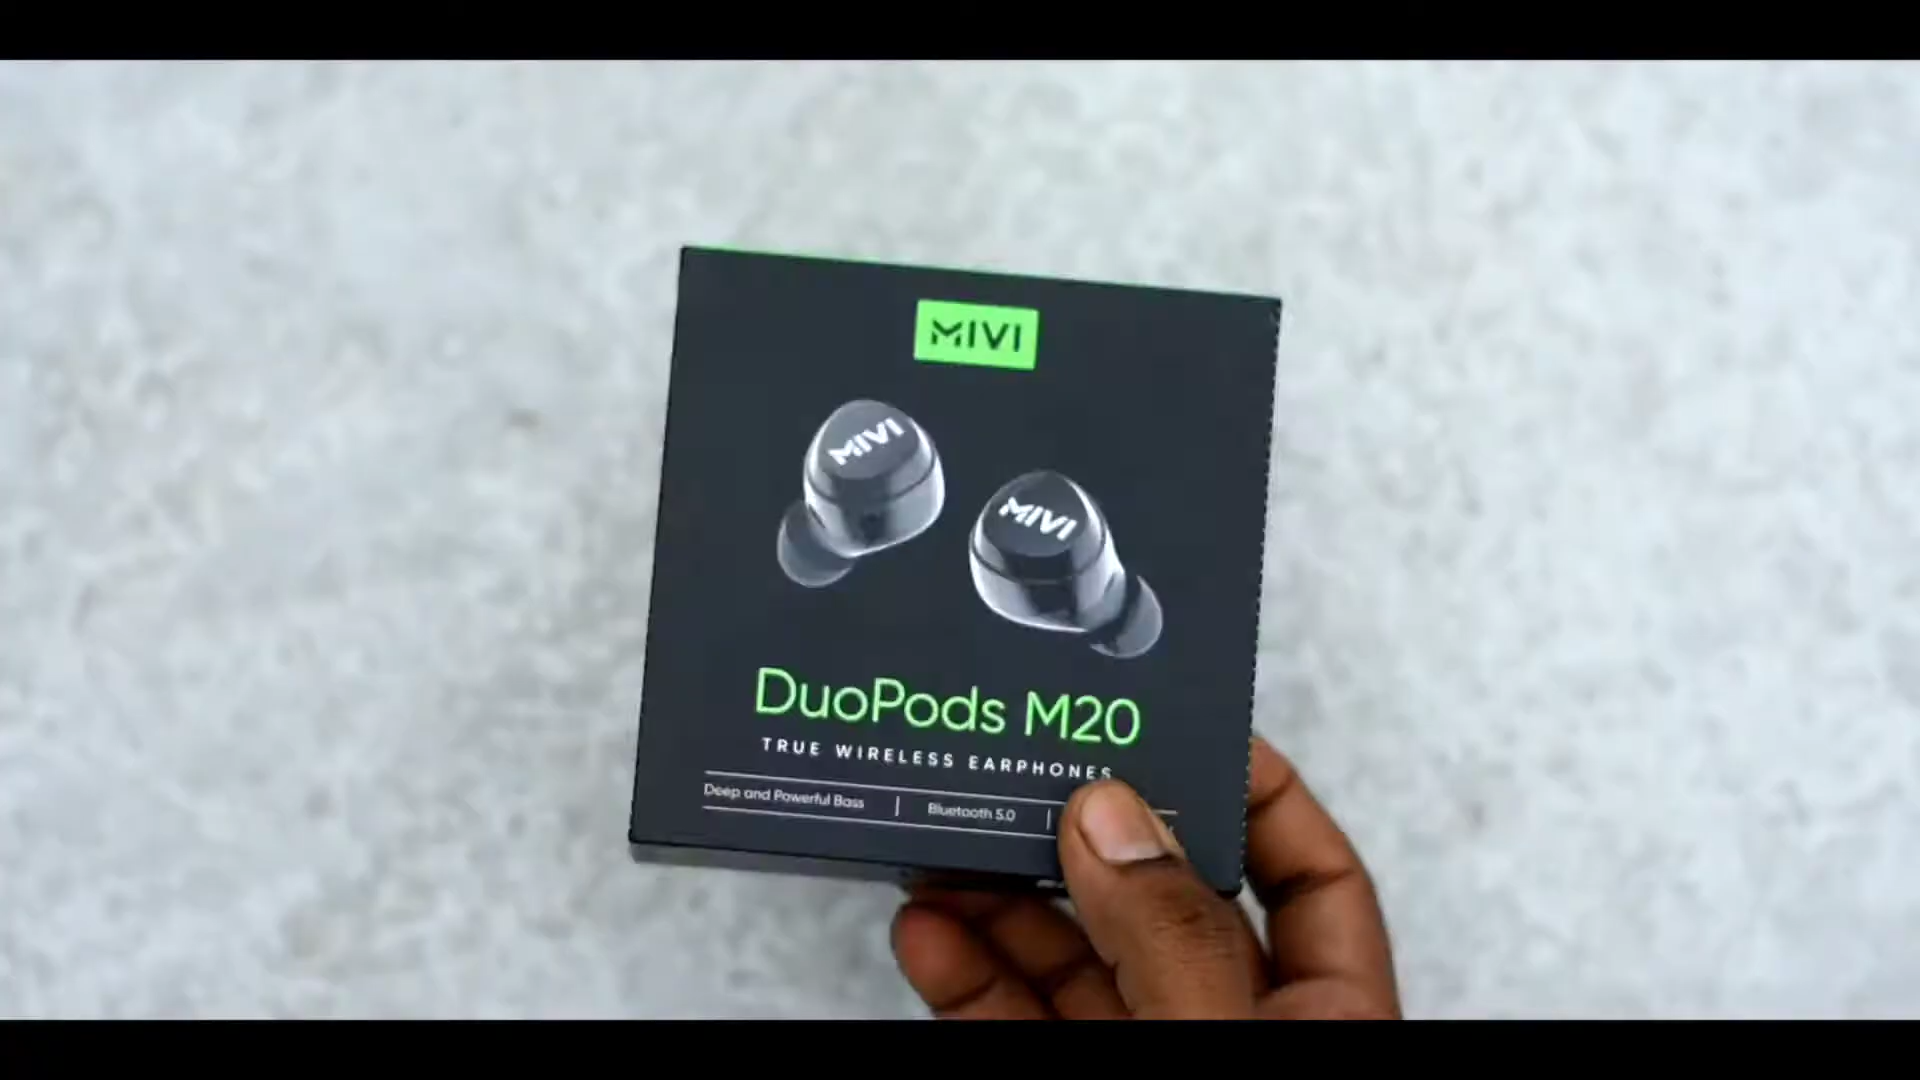 MIVI
MIVI
MIVI
DuoPods M20
TRUE WIRELESS EARPHONES
Deep and Powerful Bass | Bluetooth 5.0 |